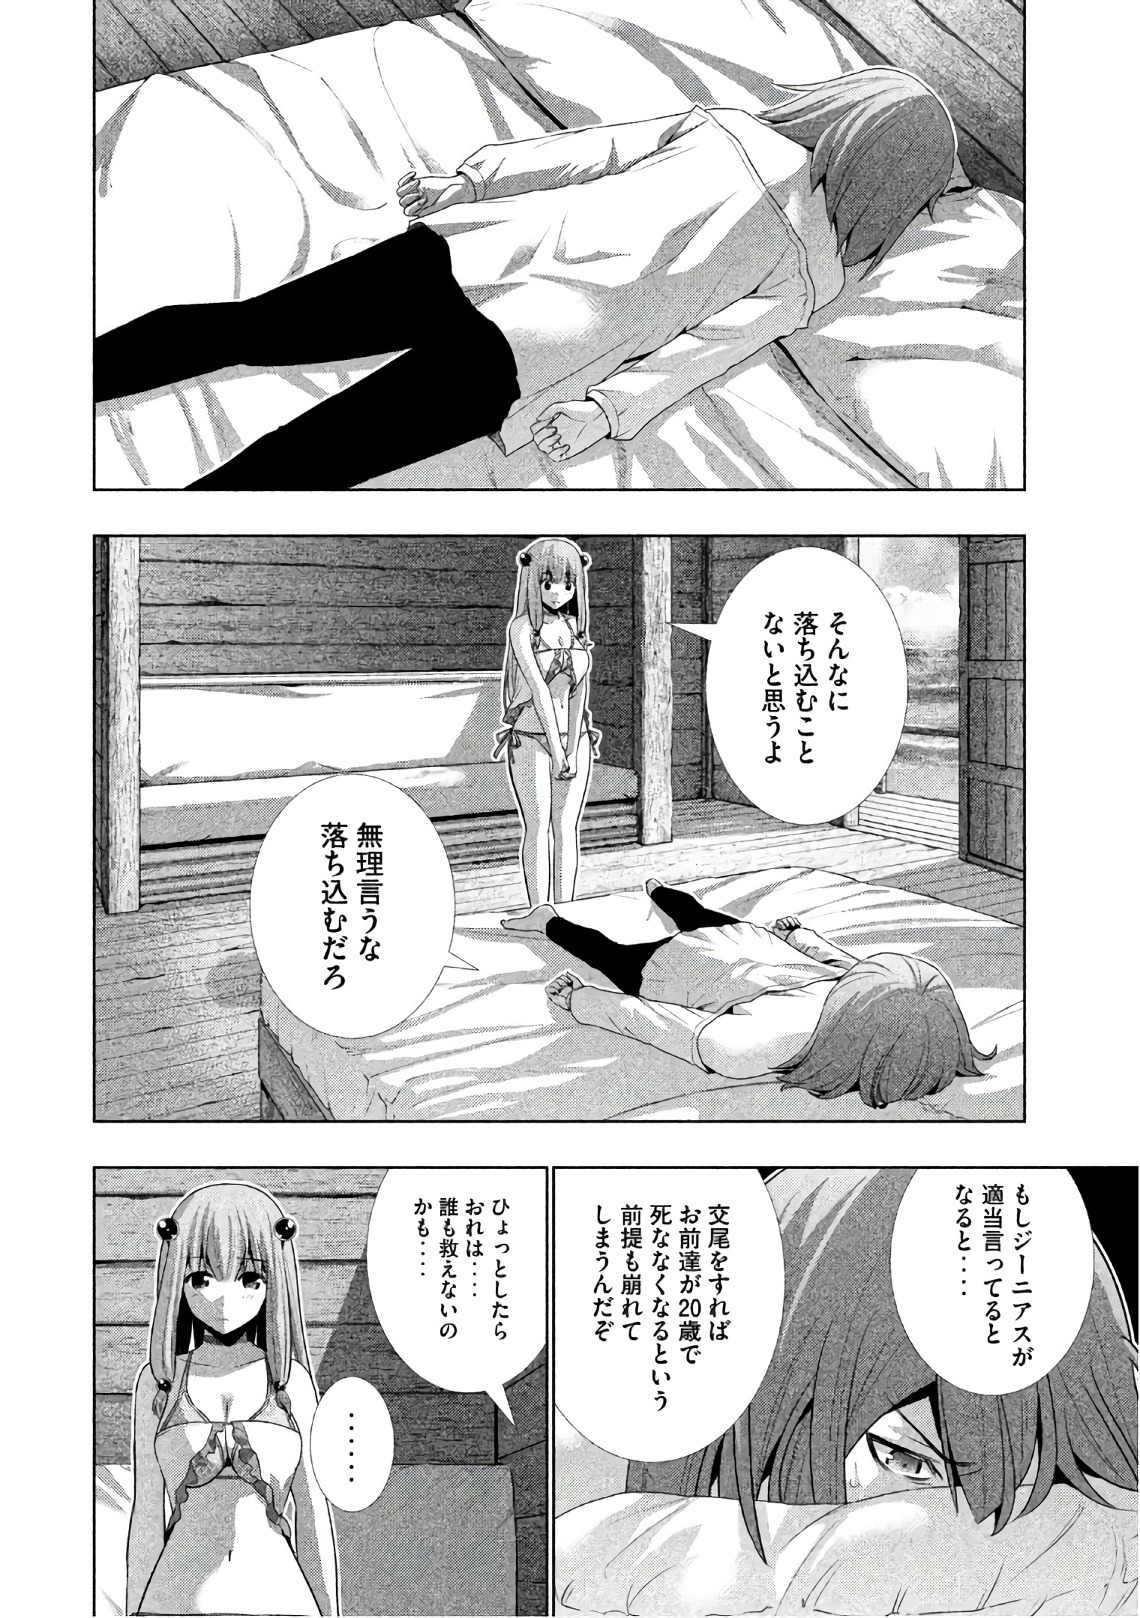 そんなに
落ち込むこと
ないと思うよ
無理言うな
落ち込むだろ
もしジーニアスが
適当言ってると
なると‥‥
交尾をすれば
お前達が20歳で
死ななくなるという
前提も崩れて
しまうんだぞ
ひょっとしたら
おれは‥‥
誰も救えないの
かも‥‥
‥‥‥